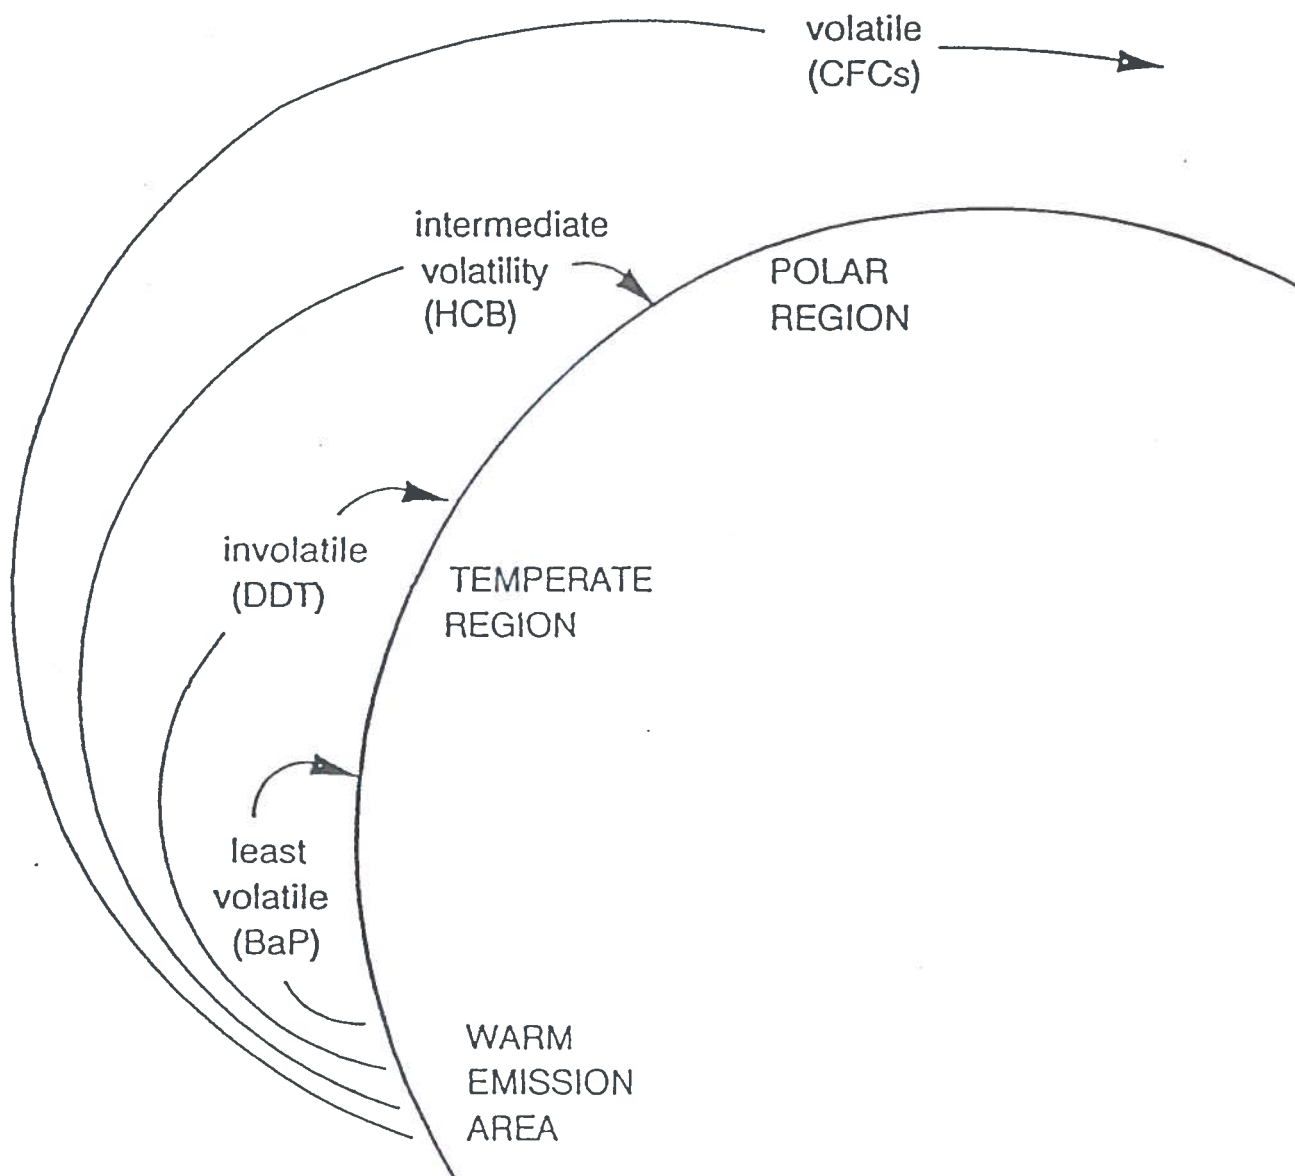 volatile
(CFCs)
intermediate
volatility
(HCB)
POLAR
REGION
involatile
(DDT)
TEMPERATE
REGION
least
volatile
(BaP)
WARM
EMISSION
AREA